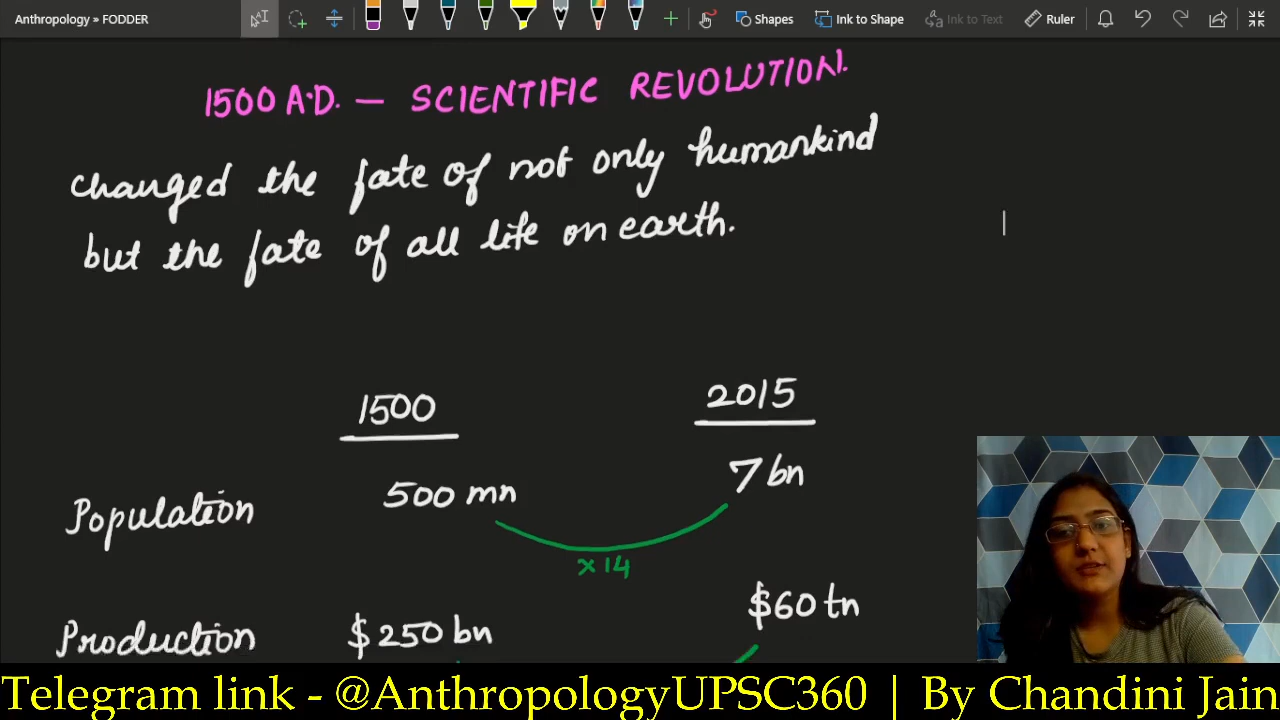 Anthropology » FODDER
Shapes
Ink to Shape
Ink to Text
Ruler
1500 A.D. — SCIENTIFIC REVOLUTION.
changed the fate of not only humankind
but the fate of all life on earth.
1500 2015
Population 500 mn 7 bn
x 14
Production $250 bn $60 tn
Telegram link - @AnthropologyUPSC360 | By Chandini Jain